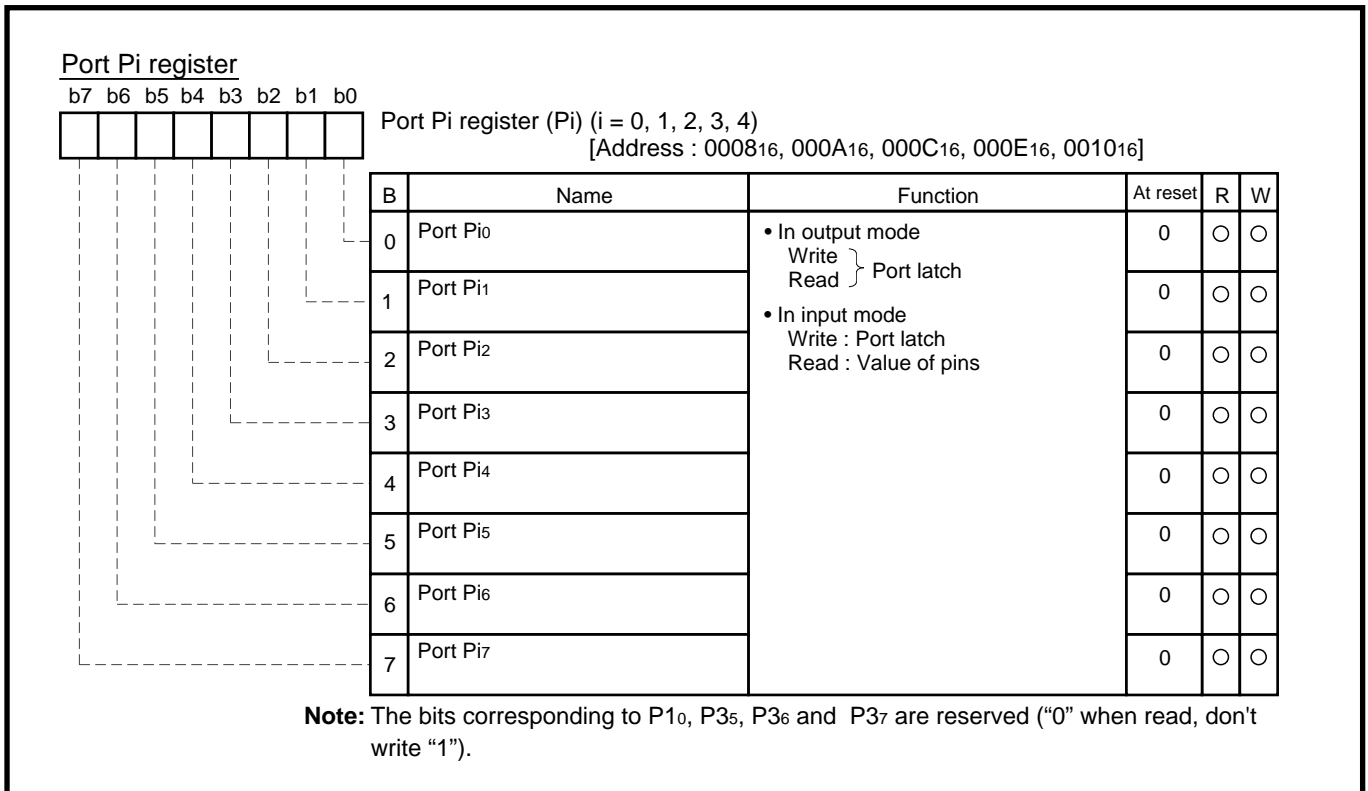 Port Pi register
b7 b6 b5 b4 b3 b2 b1 b0
Port Pi register (Pi) (i = 0, 1, 2, 3, 4)
[Address : 000816, 000A16, 000C16, 000E16, 001016]
B Name Function At reset R W
0 Port Pi0 • In output mode 0 ○ ○
Write
Read } Port latch
1 Port Pi1 0 ○ ○
• In input mode
Write : Port latch
2 Port Pi2 Read : Value of pins 0 ○ ○
3 Port Pi3 0 ○ ○
4 Port Pi4 0 ○ ○
5 Port Pi5 0 ○ ○
6 Port Pi6 0 ○ ○
7 Port Pi7 0 ○ ○
Note: The bits corresponding to P10, P35, P36 and P37 are reserved (“0” when read, don't
write “1”).